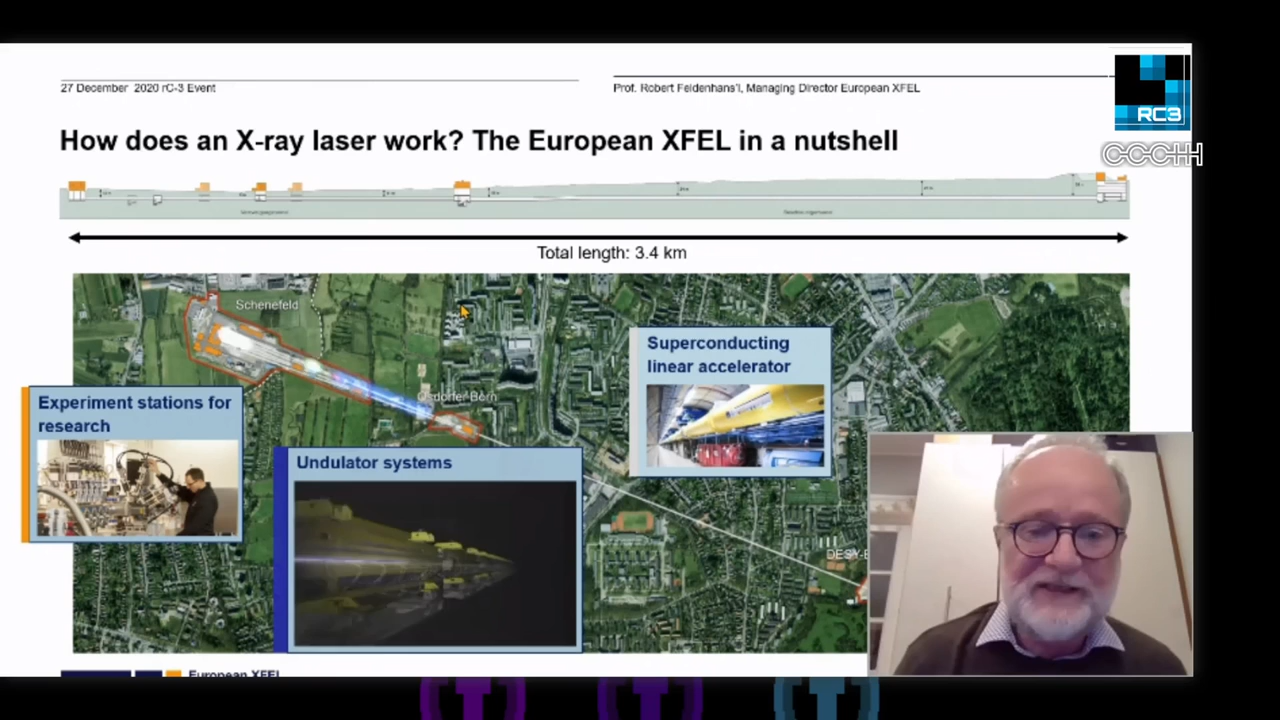 27 December 2020 rC-3 Event
Prof. Robert Feidenhans'l, Managing Director European XFEL
RC3
CCCHH
How does an X-ray laser work? The European XFEL in a nutshell
Total length: 3.4 km
Schenefeld
Osdorfer Born
Superconducting
linear accelerator
Experiment stations for
research
Undulator systems
DESY-B
European XFEL